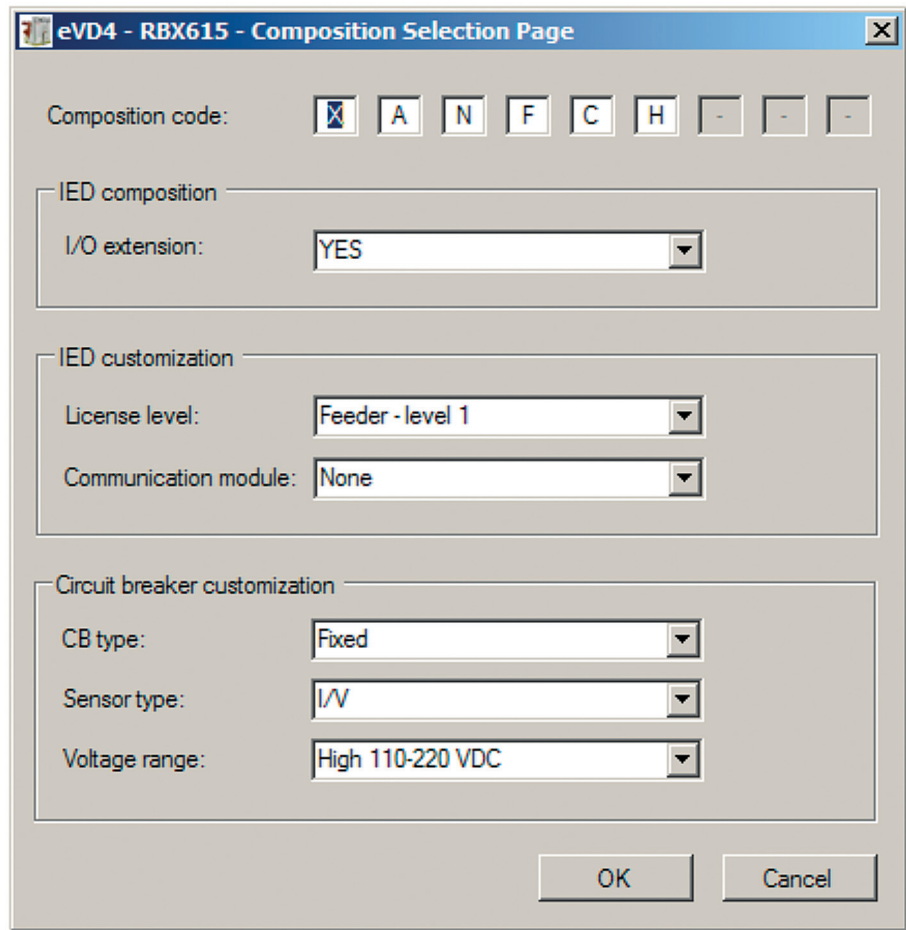 eVD4 - RBX615 - Composition Selection Page
Composition code: X A N F C H - - -
IED composition
I/O extension: YES
IED customization
License level: Feeder - level 1
Communication module: None
Circuit breaker customization
CB type: Fixed
Sensor type: I/V
Voltage range: High 110-220 VDC
OK Cancel